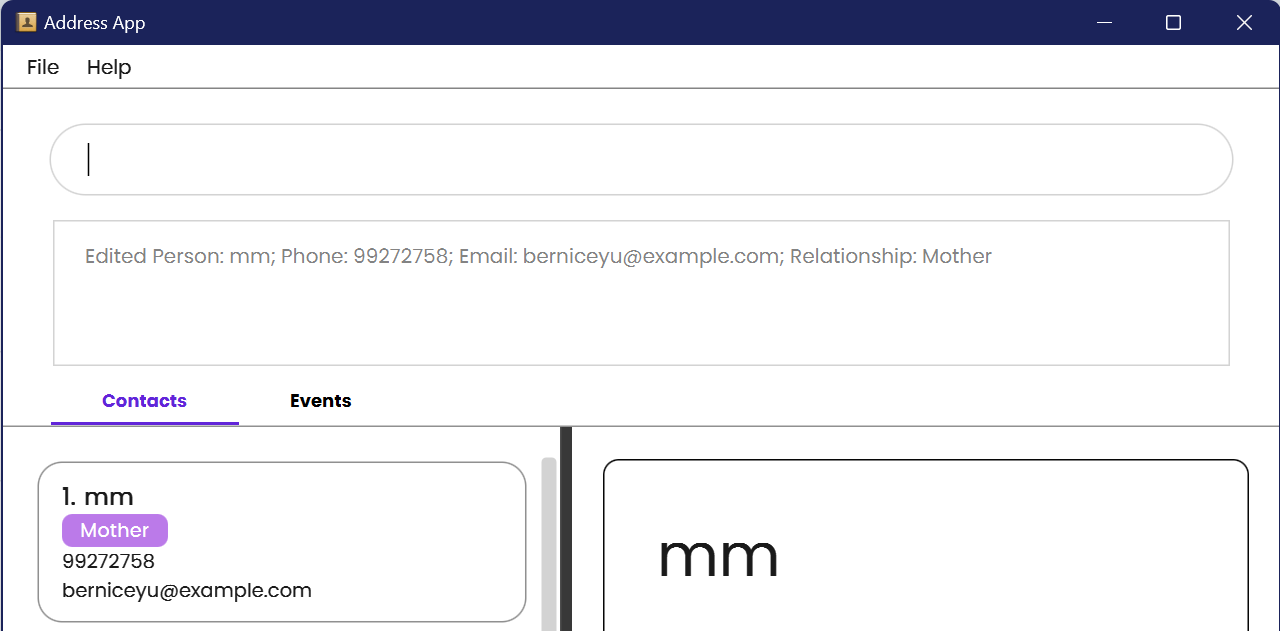 Address App
File Help
Edited Person: mm; Phone: 99272758; Email: berniceyu@example.com; Relationship: Mother
Contacts Events
1. mm
Mother
99272758
berniceyu@example.com
mm